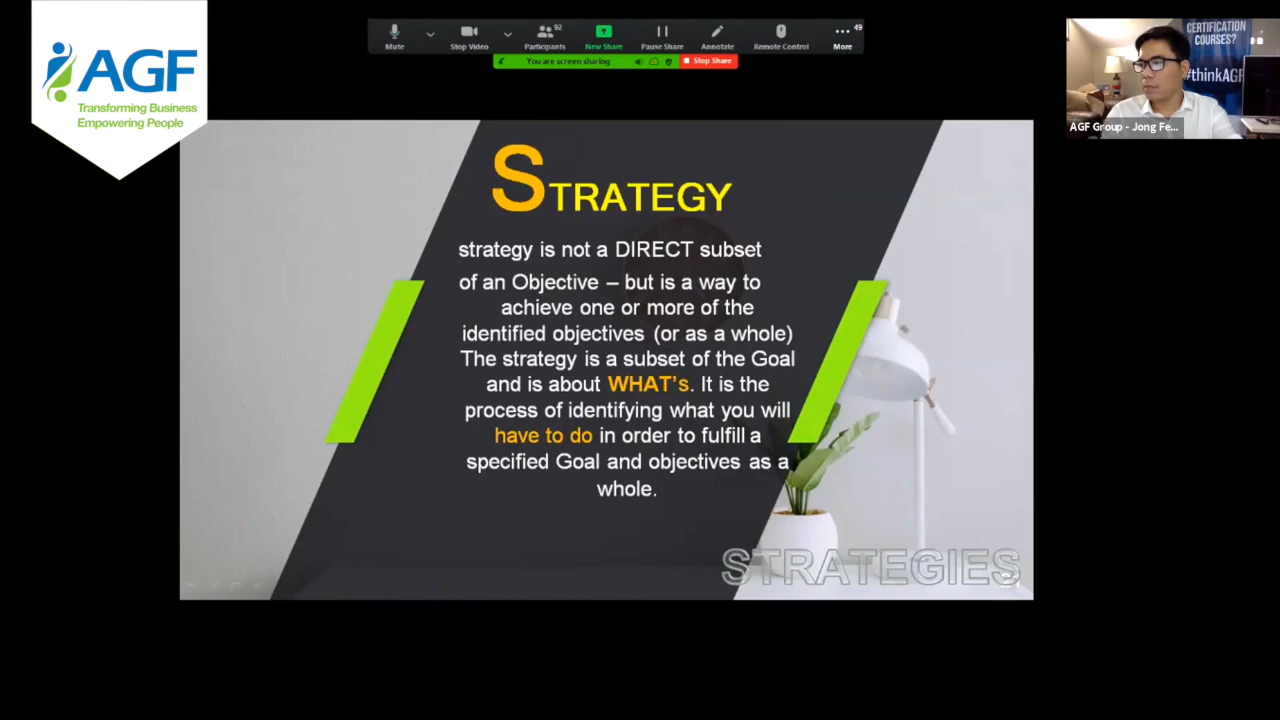 AGF
Transforming Business
Empowering People
Mute
Stop Video
92
Participants
New Share
Pause Share
Annotate
Remote Control
49
More
You are screen sharing
Stop Share
CERTIFICATION
COURSES?
#thinkAGF
AGF Group - Jong Fe...
STRATEGY
strategy is not a DIRECT subset
of an Objective – but is a way to
achieve one or more of the
identified objectives (or as a whole)
The strategy is a subset of the Goal
and is about WHAT's. It is the
process of identifying what you will
have to do in order to fulfill a
specified Goal and objectives as a
whole.
STRATEGIES